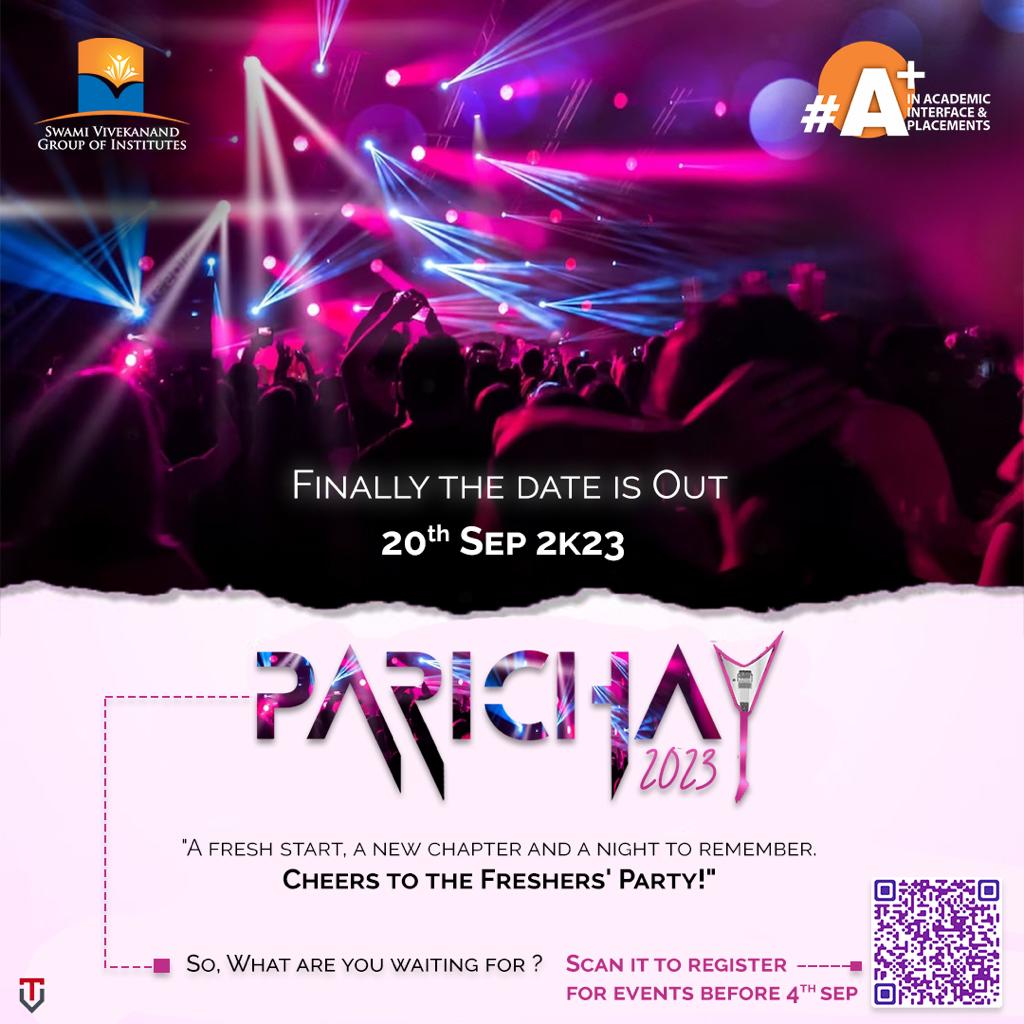 Swami Vivekanand
Group of Institutes
#A+
in Academic
Interface &
Placements
Finally the date is Out
20th Sep 2k23
PARICHAY
2023
"A fresh start, a new chapter and a night to remember.
Cheers to the Freshers' Party!"
So, What are you waiting for ?
Scan it to register
for events before 4th Sep